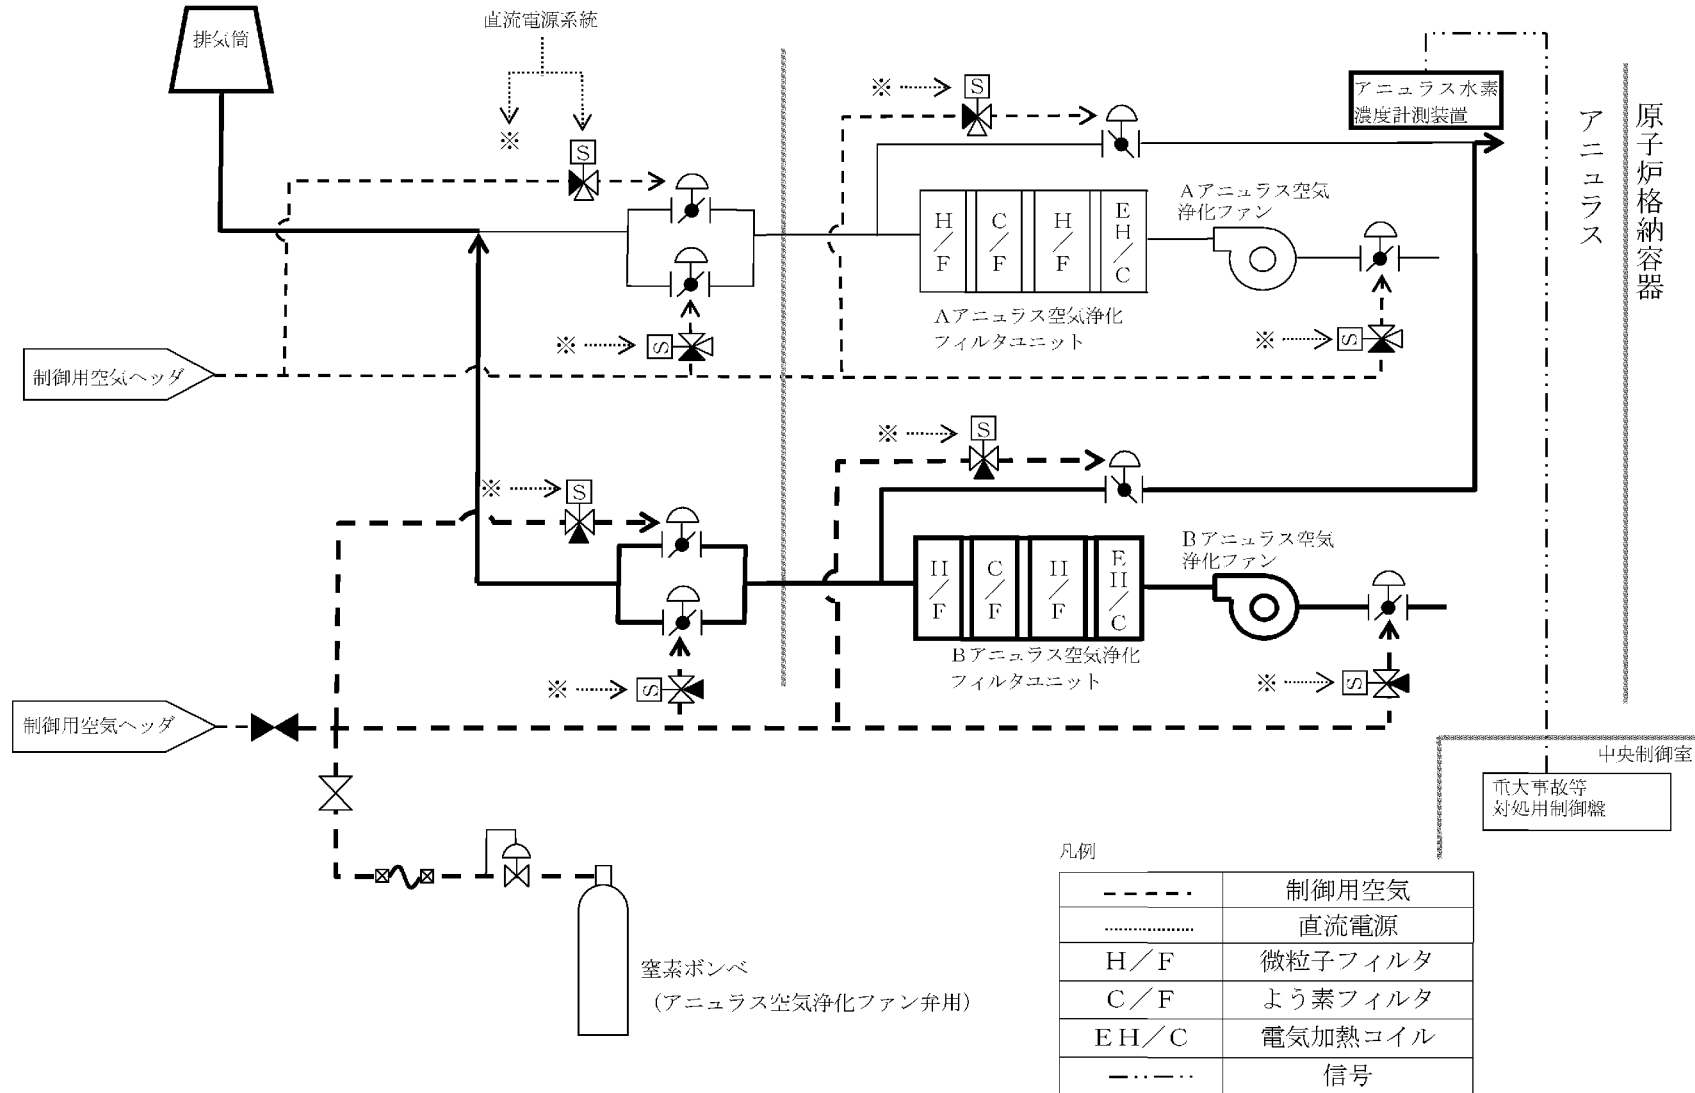 排気筒
直流電源系統
※
S
※
S
アニュラス水素
濃度計測装置
アニュラス
原子炉格納容器
H/F
C/F
H/F
EH/C
Aアニュラス空気
浄化ファン
Aアニュラス空気浄化
フィルタユニット
※
S
※
S
制御用空気ヘッダ
※
S
※
S
H/F
C/F
H/F
EH/C
Bアニュラス空気
浄化ファン
Bアニュラス空気浄化
フィルタユニット
※
S
※
S
制御用空気ヘッダ
中央制御室
重大事故等
対処用制御盤
窒素ボンベ
(アニュラス空気浄化ファン弁用)
凡例
制御用空気
直流電源
H/F 微粒子フィルタ
C/F よう素フィルタ
EH/C 電気加熱コイル
信号